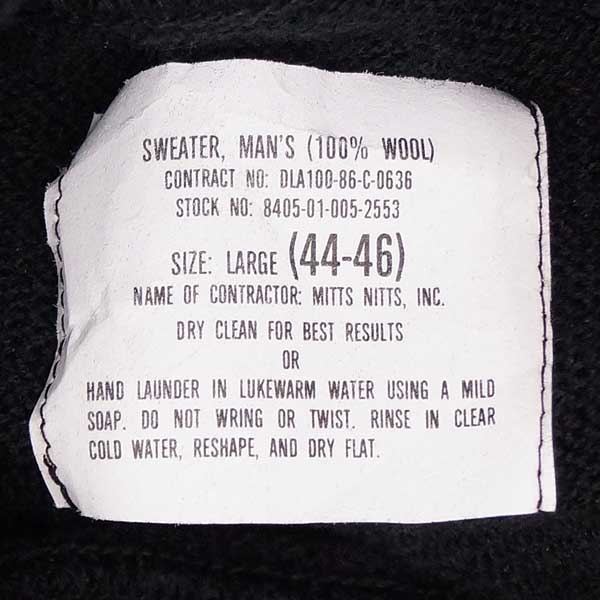 SWEATER, MAN'S (100% WOOL)
CONTRACT NO: DLA100-86-C-0636
STOCK NO: 8405-01-005-2553
SIZE: LARGE (44-46)
NAME OF CONTRACTOR: MITTS NITTS, INC.
DRY CLEAN FOR BEST RESULTS
OR
HAND LAUNDER IN LUKEWARM WATER USING A MILD
SOAP. DO NOT WRING OR TWIST. RINSE IN CLEAR
COLD WATER, RESHAPE, AND DRY FLAT.